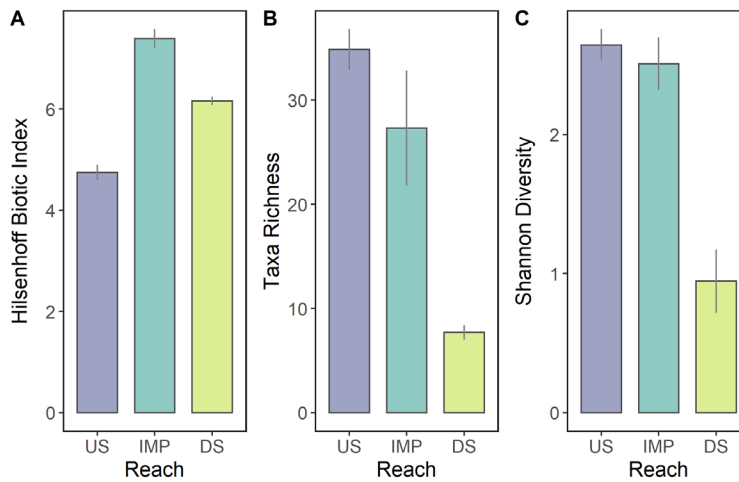 A
Hilsenhoff Biotic Index
6
4
2
0
US IMP DS
Reach
B
Taxa Richness
30
20
10
0
US IMP DS
Reach
C
Shannon Diversity
2
1
0
US IMP DS
Reach